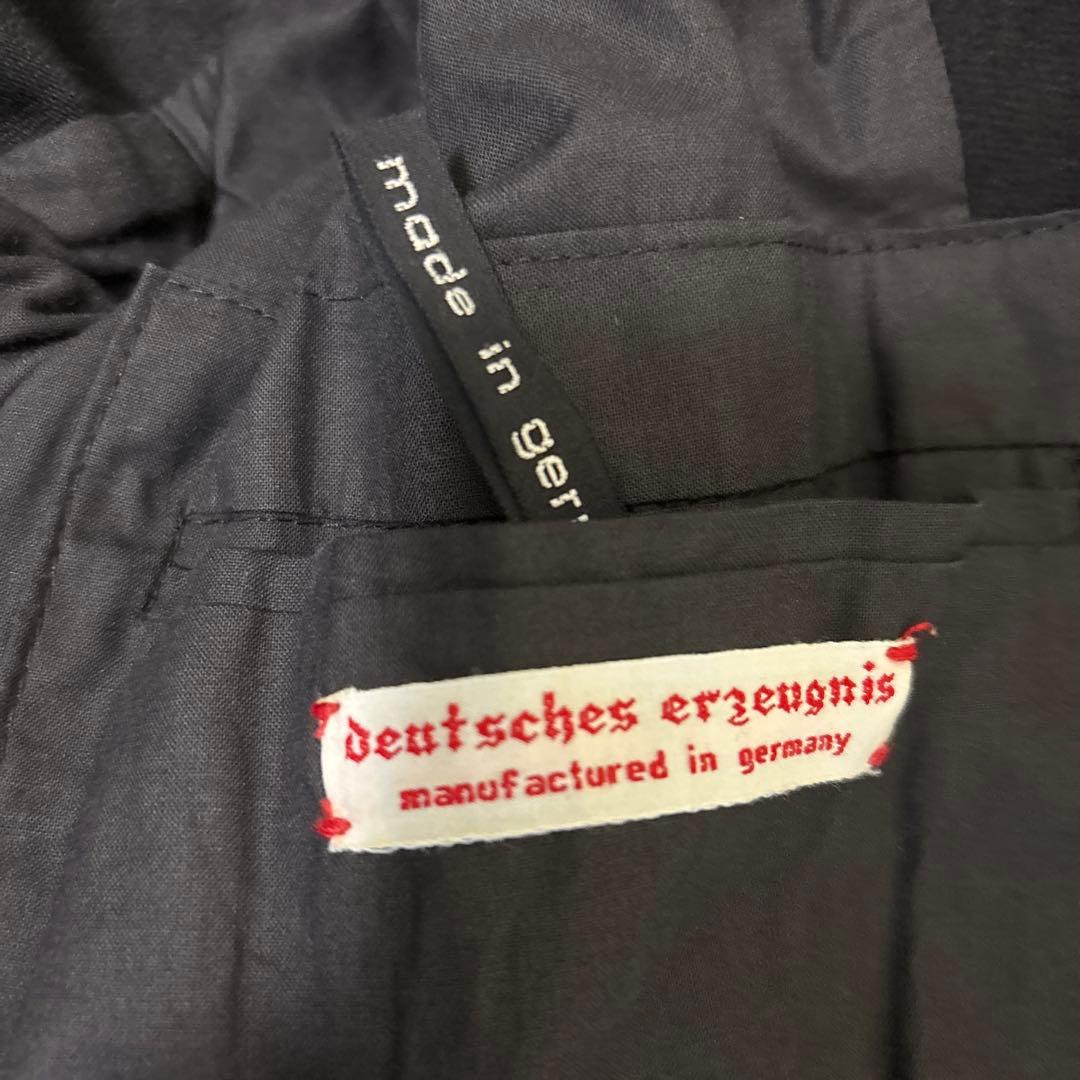 made in ger
deutsches erzeugnis
manufactured in germany